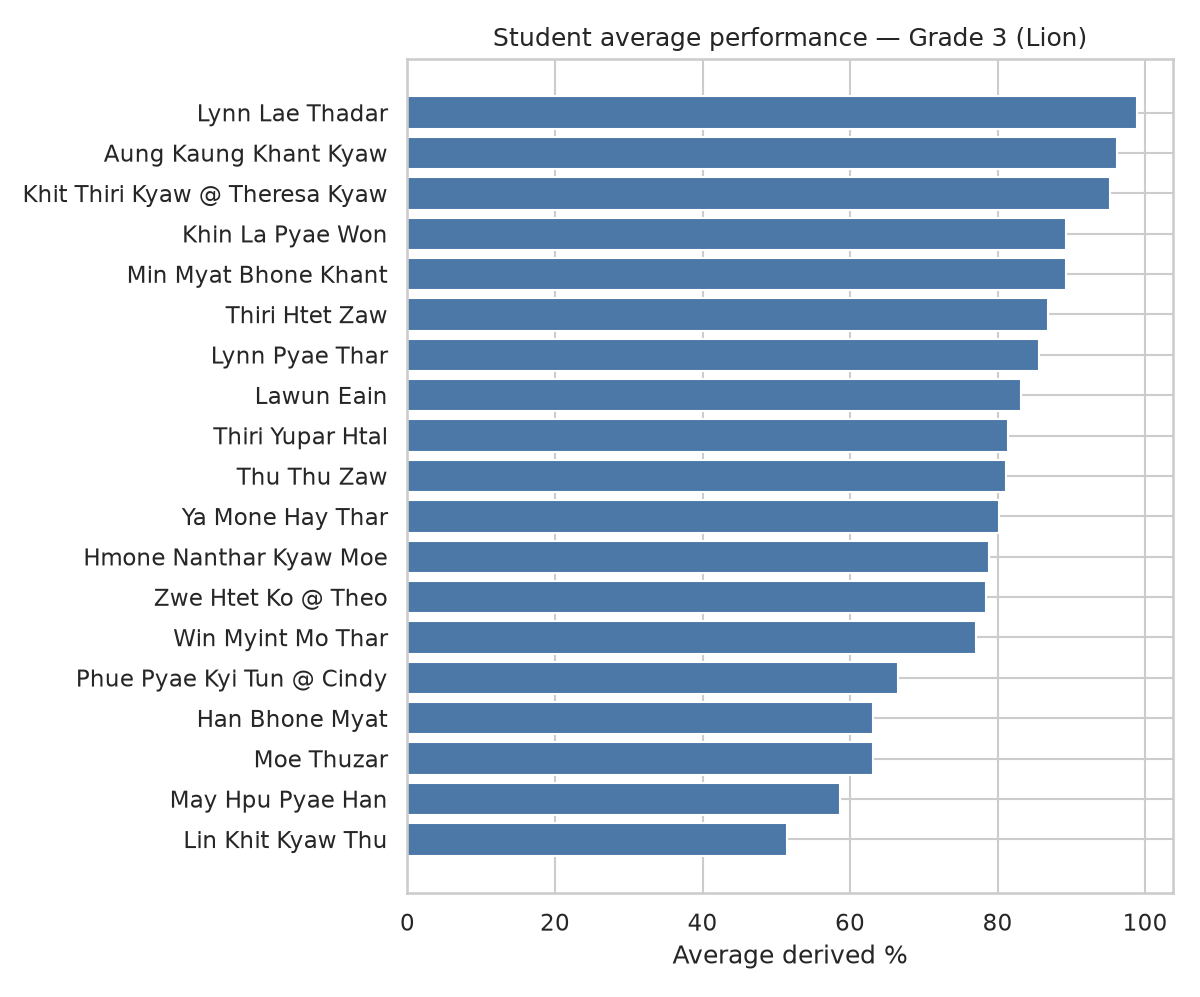 Student average performance — Grade 3 (Lion)
Lynn Lae Thadar
Aung Kaung Khant Kyaw
Khit Thiri Kyaw @ Theresa Kyaw
Khin La Pyae Won
Min Myat Bhone Khant
Thiri Htet Zaw
Lynn Pyae Thar
Lawun Eain
Thiri Yupar Htal
Thu Thu Zaw
Ya Mone Hay Thar
Hmone Nanthar Kyaw Moe
Zwe Htet Ko @ Theo
Win Myint Mo Thar
Phue Pyae Kyi Tun @ Cindy
Han Bhone Myat
Moe Thuzar
May Hpu Pyae Han
Lin Khit Kyaw Thu
0 20 40 60 80 100
Average derived %